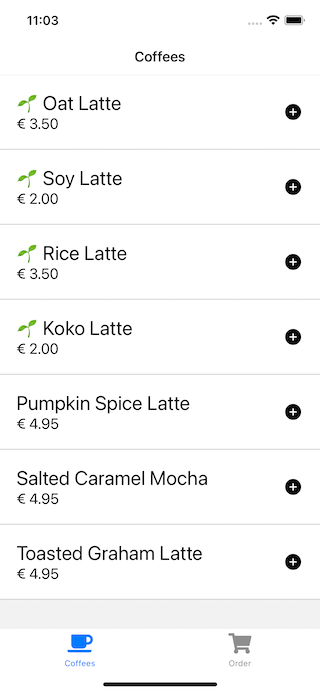 11:03
Coffees
🌱 Oat Latte
€ 3.50
🌱 Soy Latte
€ 2.00
🌱 Rice Latte
€ 3.50
🌱 Koko Latte
€ 2.00
Pumpkin Spice Latte
€ 4.95
Salted Caramel Mocha
€ 4.95
Toasted Graham Latte
€ 4.95
Coffees Order